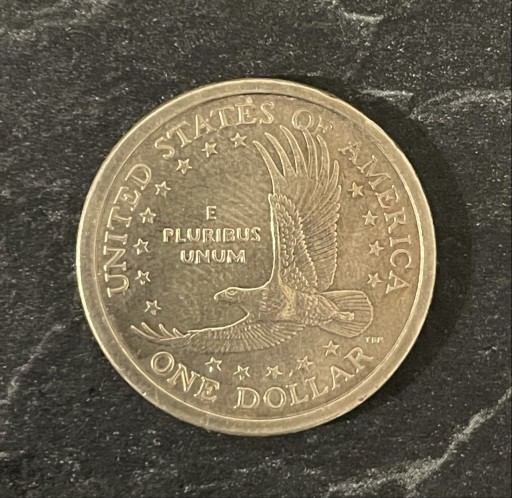 UNITED STATES OF AMERICA
E
PLURIBUS
UNUM
ONE DOLLAR